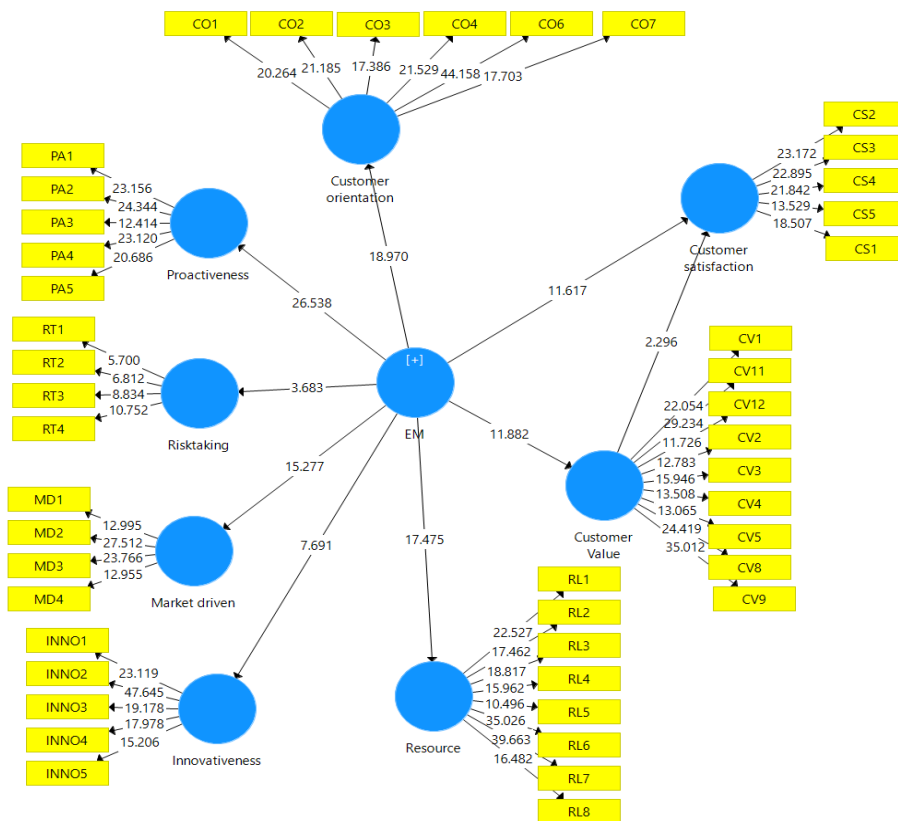 CO1 CO2 CO3 CO4 CO6 CO7
20.264 21.185 17.386 21.529 44.158 17.703
Customer
orientation
PA1
PA2
PA3
PA4
PA5
23.156
24.344
12.414
23.120
20.686
Proactiveness
CS2
CS3
CS4
CS5
CS1
23.172
22.895
21.842
13.529
18.507
Customer
satisfaction
18.970
26.538
11.617
2.296
RT1
RT2
RT3
RT4
5.700
6.812
8.834
10.752
Risktaking
3.683
[+]
EM
15.277
11.882
7.691
17.475
CV1
CV11
CV12
CV2
CV3
CV4
CV5
CV8
CV9
22.054
29.234
11.726
12.783
15.946
13.508
13.065
24.419
35.012
Customer
Value
MD1
MD2
MD3
MD4
12.995
27.512
23.766
12.955
Market driven
INNO1
INNO2
INNO3
INNO4
INNO5
23.119
47.645
19.178
17.978
15.206
Innovativeness
RL1
RL2
RL3
RL4
RL5
RL6
RL7
RL8
22.527
17.462
18.817
15.962
10.496
35.026
39.663
16.482
Resource